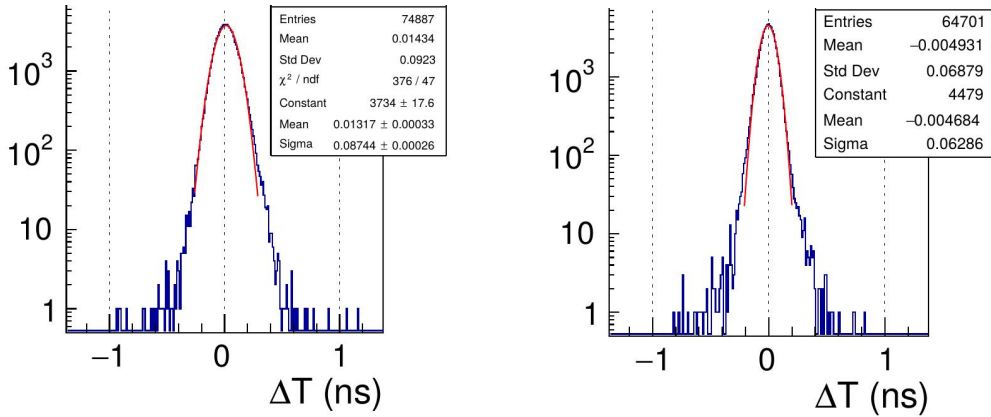 Entries 74887
Mean 0.01434
Std Dev 0.0923
χ² / ndf 376 / 47
Constant 3734 ± 17.6
Mean 0.01317 ± 0.00033
Sigma 0.08744 ± 0.00026
10³
10²
10
1
−1 0 1
ΔT (ns)
Entries 64701
Mean −0.004931
Std Dev 0.06879
Constant 4479
Mean −0.004684
Sigma 0.06286
10³
10²
10
1
−1 0 1
ΔT (ns)